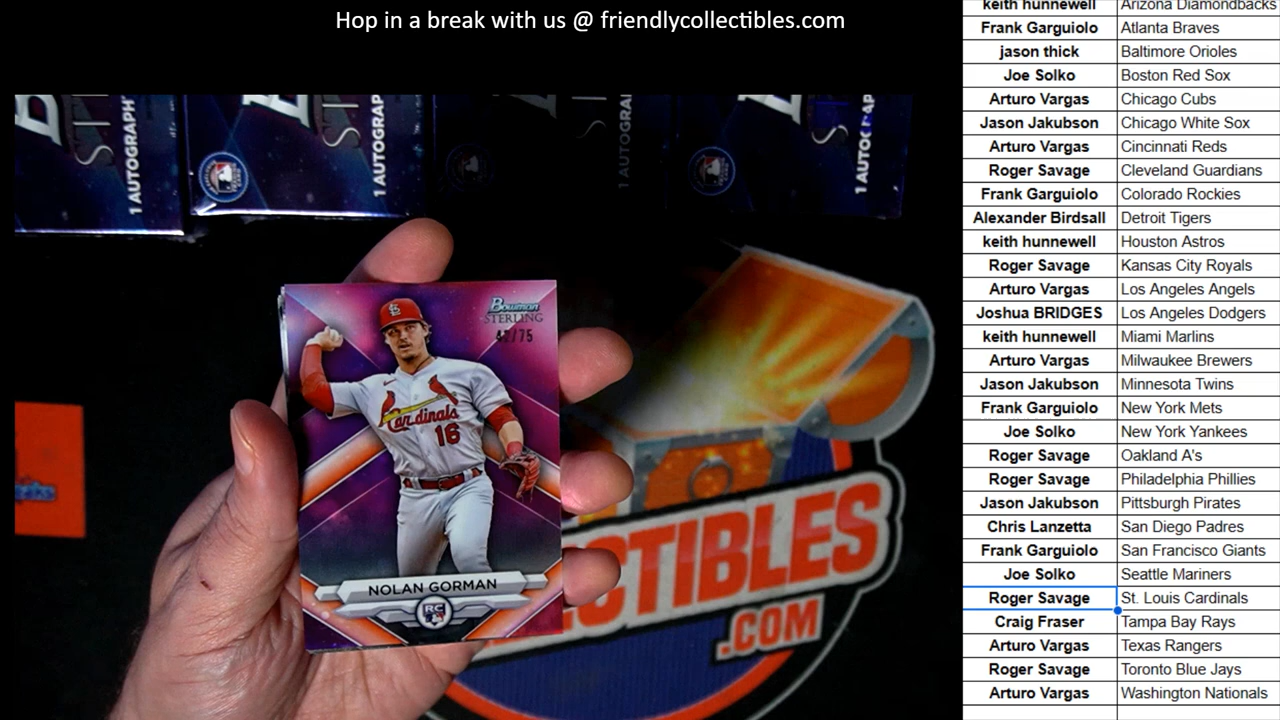 Hop in a break with us @ friendlycollectibles.com
keith hunnewell Arizona Diamondbacks
Frank Garguiolo Atlanta Braves
jason thick Baltimore Orioles
Joe Solko Boston Red Sox
Arturo Vargas Chicago Cubs
Jason Jakubson Chicago White Sox
Arturo Vargas Cincinnati Reds
Roger Savage Cleveland Guardians
Frank Garguiolo Colorado Rockies
Alexander Birdsall Detroit Tigers
keith hunnewell Houston Astros
Roger Savage Kansas City Royals
Arturo Vargas Los Angeles Angels
Joshua BRIDGES Los Angeles Dodgers
keith hunnewell Miami Marlins
Arturo Vargas Milwaukee Brewers
Jason Jakubson Minnesota Twins
Frank Garguiolo New York Mets
Joe Solko New York Yankees
Roger Savage Oakland A's
Roger Savage Philadelphia Phillies
Jason Jakubson Pittsburgh Pirates
Chris Lanzetta San Diego Padres
Frank Garguiolo San Francisco Giants
Joe Solko Seattle Mariners
Roger Savage St. Louis Cardinals
Craig Fraser Tampa Bay Rays
Arturo Vargas Texas Rangers
Roger Savage Toronto Blue Jays
Arturo Vargas Washington Nationals
1 AUTOGRAPH
1 AUTOGRAP
1 AUTOGRA
1 AUTOGRAP
Bowman
STERLING
Cardinals
16
NOLAN GORMAN
RC
ECTIBLES
.COM